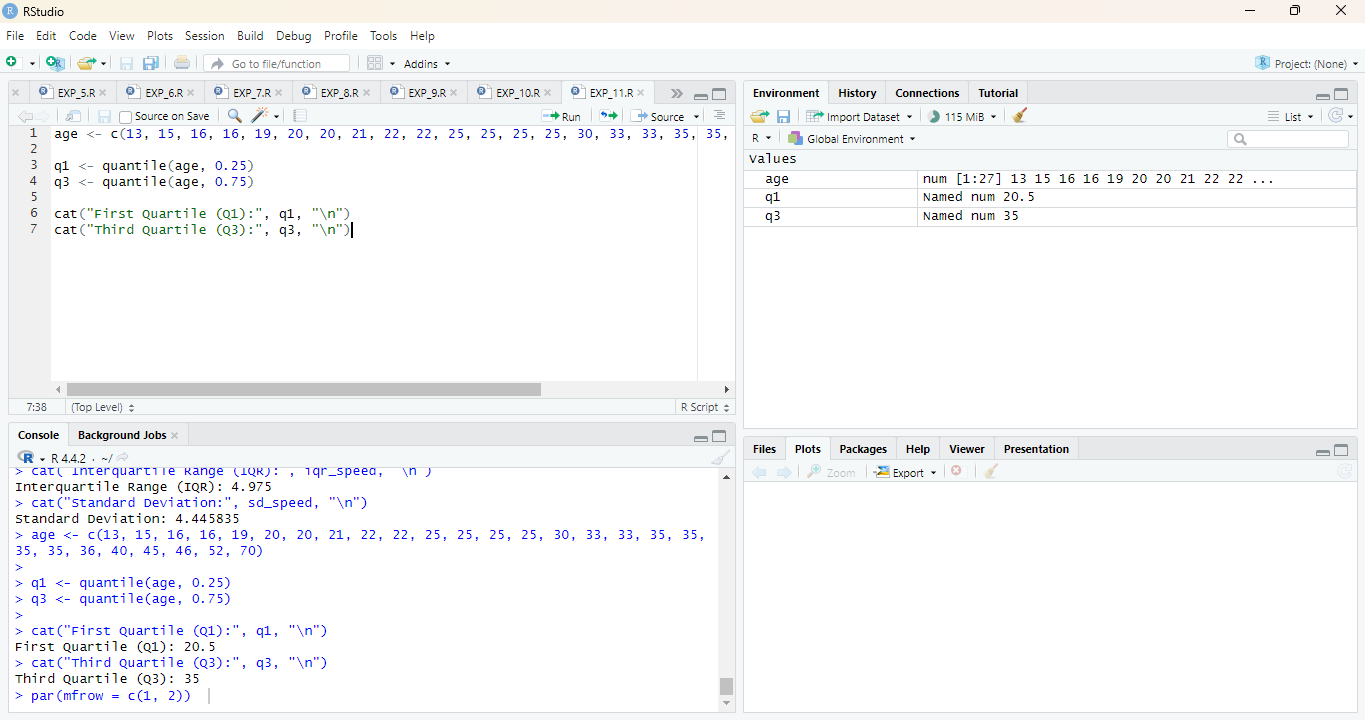 RStudio
File Edit Code View Plots Session Build Debug Profile Tools Help
Go to file/function Addins Project: (None)
EXP_5.R EXP_6.R EXP_7.R EXP_8.R EXP_9.R EXP_10.R EXP_11.R
Source on Save Run Source
1 age <- c(13, 15, 16, 16, 19, 20, 20, 21, 22, 22, 25, 25, 25, 25, 30, 33, 33, 35, 35,
2
3 q1 <- quantile(age, 0.25)
4 q3 <- quantile(age, 0.75)
5
6 cat("First Quartile (Q1):", q1, "\n")
7 cat("Third Quartile (Q3):", q3, "\n")
7:38 (Top Level) R Script
Console Background Jobs
R R 4.4.2 · ~/
> cat("Interquartile Range (IQR):", iqr_speed, "\n")
Interquartile Range (IQR): 4.975
> cat("Standard Deviation:", sd_speed, "\n")
Standard Deviation: 4.445835
> age <- c(13, 15, 16, 16, 19, 20, 20, 21, 22, 22, 25, 25, 25, 25, 30, 33, 33, 35, 35,
35, 35, 36, 40, 45, 46, 52, 70)
>
> q1 <- quantile(age, 0.25)
> q3 <- quantile(age, 0.75)
>
> cat("First Quartile (Q1):", q1, "\n")
First Quartile (Q1): 20.5
> cat("Third Quartile (Q3):", q3, "\n")
Third Quartile (Q3): 35
> par(mfrow = c(1, 2))
Environment History Connections Tutorial
Import Dataset 115 MiB List
R Global Environment
Values
age num [1:27] 13 15 16 16 19 20 20 21 22 22 ...
q1 Named num 20.5
q3 Named num 35
Files Plots Packages Help Viewer Presentation
Zoom Export